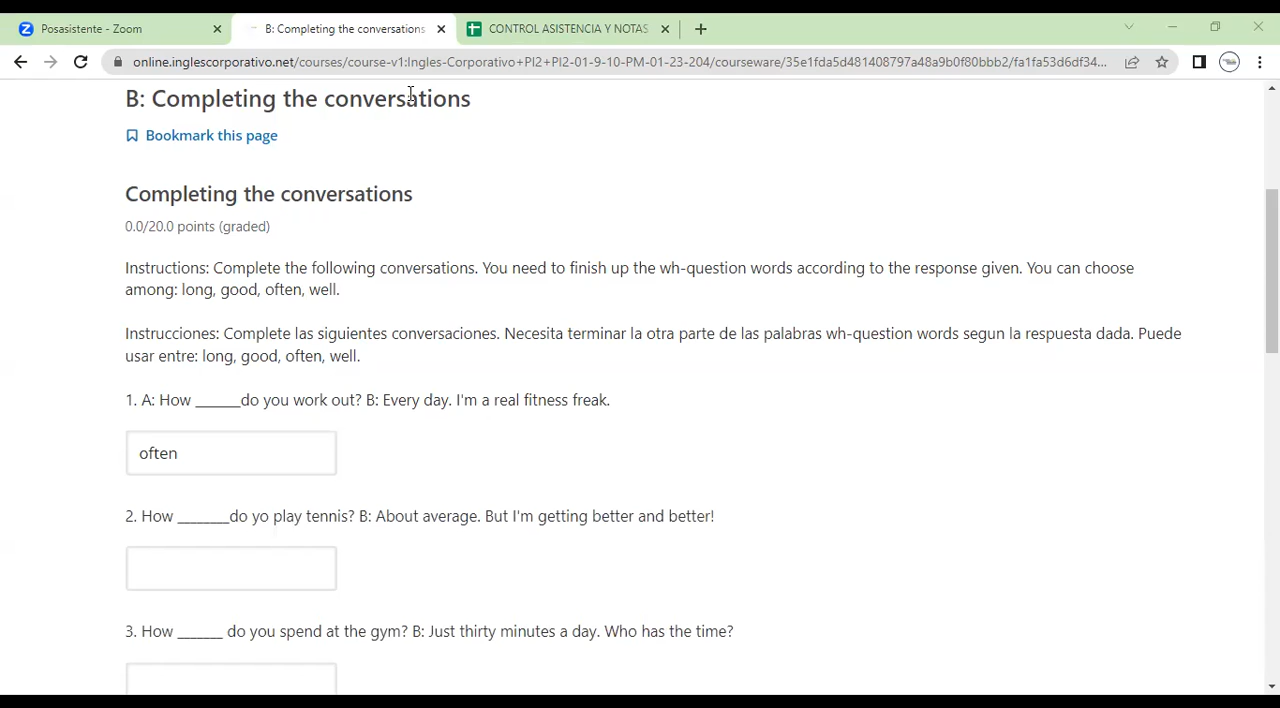 Posasistente - Zoom
B: Completing the conversations
CONTROL ASISTENCIA Y NOTAS
online.inglescorporativo.net/courses/course-v1:Ingles-Corporativo+PI2+PI2-01-9-10-PM-01-23-204/courseware/35e1fda5d481408797a48a9b0f80bbb2/fa1fa53d6df34...
B: Completing the conversations
Bookmark this page
Completing the conversations
0.0/20.0 points (graded)
Instructions: Complete the following conversations. You need to finish up the wh-question words according to the response given. You can choose
among: long, good, often, well.
Instrucciones: Complete las siguientes conversaciones. Necesita terminar la otra parte de las palabras wh-question words segun la respuesta dada. Puede
usar entre: long, good, often, well.
1. A: How ______do you work out? B: Every day. I'm a real fitness freak.
often
2. How _______do yo play tennis? B: About average. But I'm getting better and better!
3. How ______ do you spend at the gym? B: Just thirty minutes a day. Who has the time?